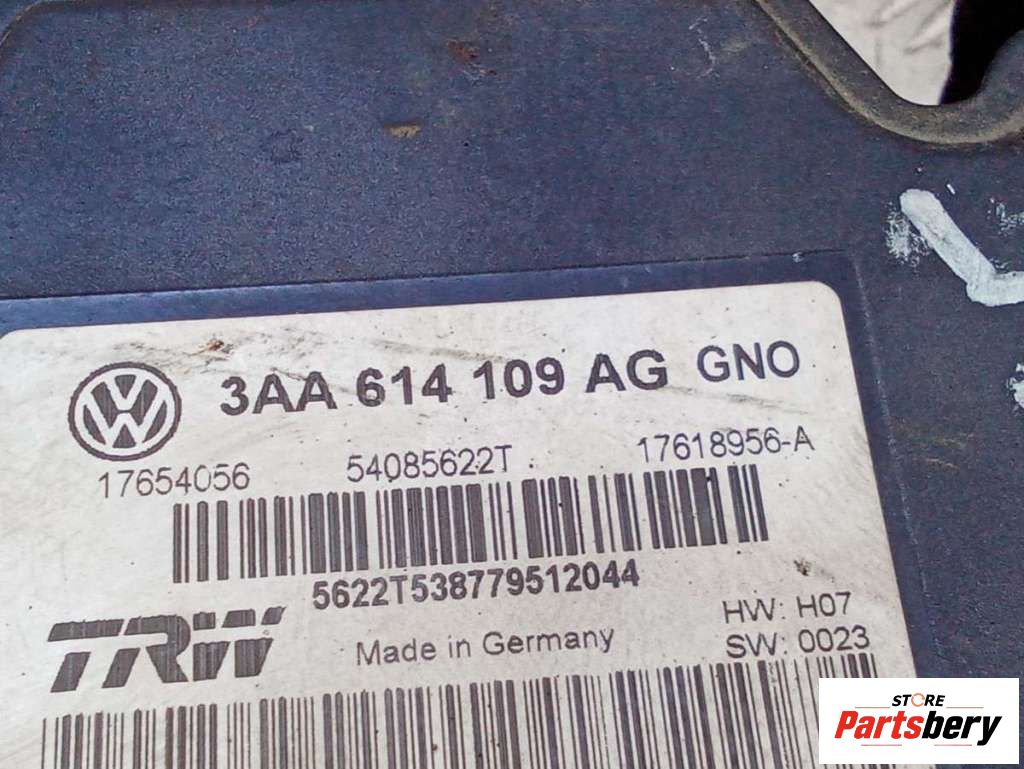 3AA 614 109 AG GNO
17654056 54085622T 17618956-A
5622T538779512044
TRW
Made in Germany
HW: H07
SW: 0023
STORE
Partsbery